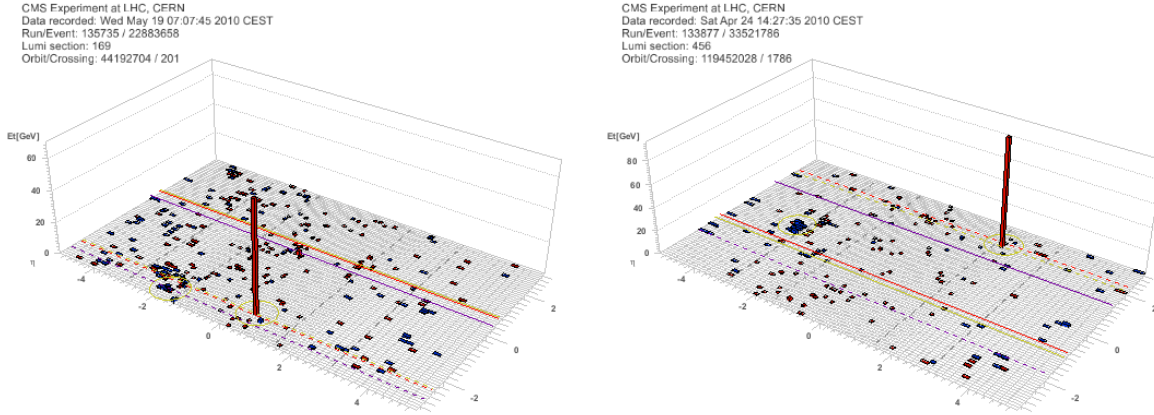 CMS Experiment at LHC, CERN
Data recorded: Wed May 19 07:07:45 2010 CEST
Run/Event: 135735 / 22883658
Lumi section: 169
Orbit/Crossing: 44192704 / 201
Et[GeV]
60
40
20
0
η
-4
-2
0
2
4
2
0
-2
CMS Experiment at LHC, CERN
Data recorded: Sat Apr 24 14:27:35 2010 CEST
Run/Event: 133877 / 33521786
Lumi section: 456
Orbit/Crossing: 119452028 / 1786
Et[GeV]
80
60
40
20
0
η
-4
-2
0
2
4
2
0
-2